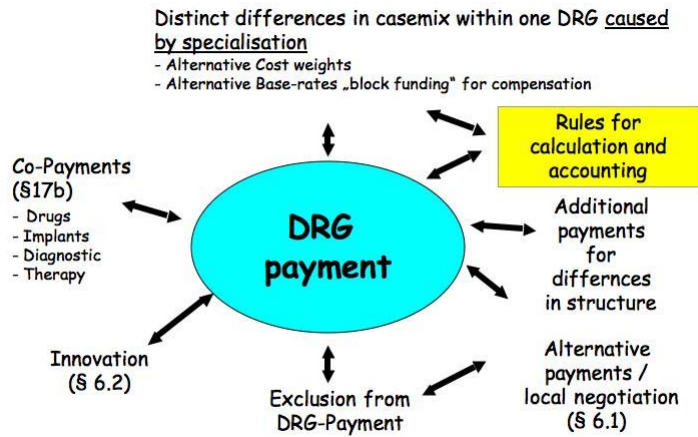 Distinct differences in casemix within one DRG caused
by specialisation
- Alternative Cost weights
- Alternative Base-rates „block funding“ for compensation
Rules for
calculation and
accounting
Co-Payments
(§17b)
- Drugs
- Implants
- Diagnostic
- Therapy
DRG
payment
Additional
payments
for
differnces
in structure
Innovation
(§ 6.2)
Exclusion from
DRG-Payment
Alternative
payments /
local negotiation
(§ 6.1)